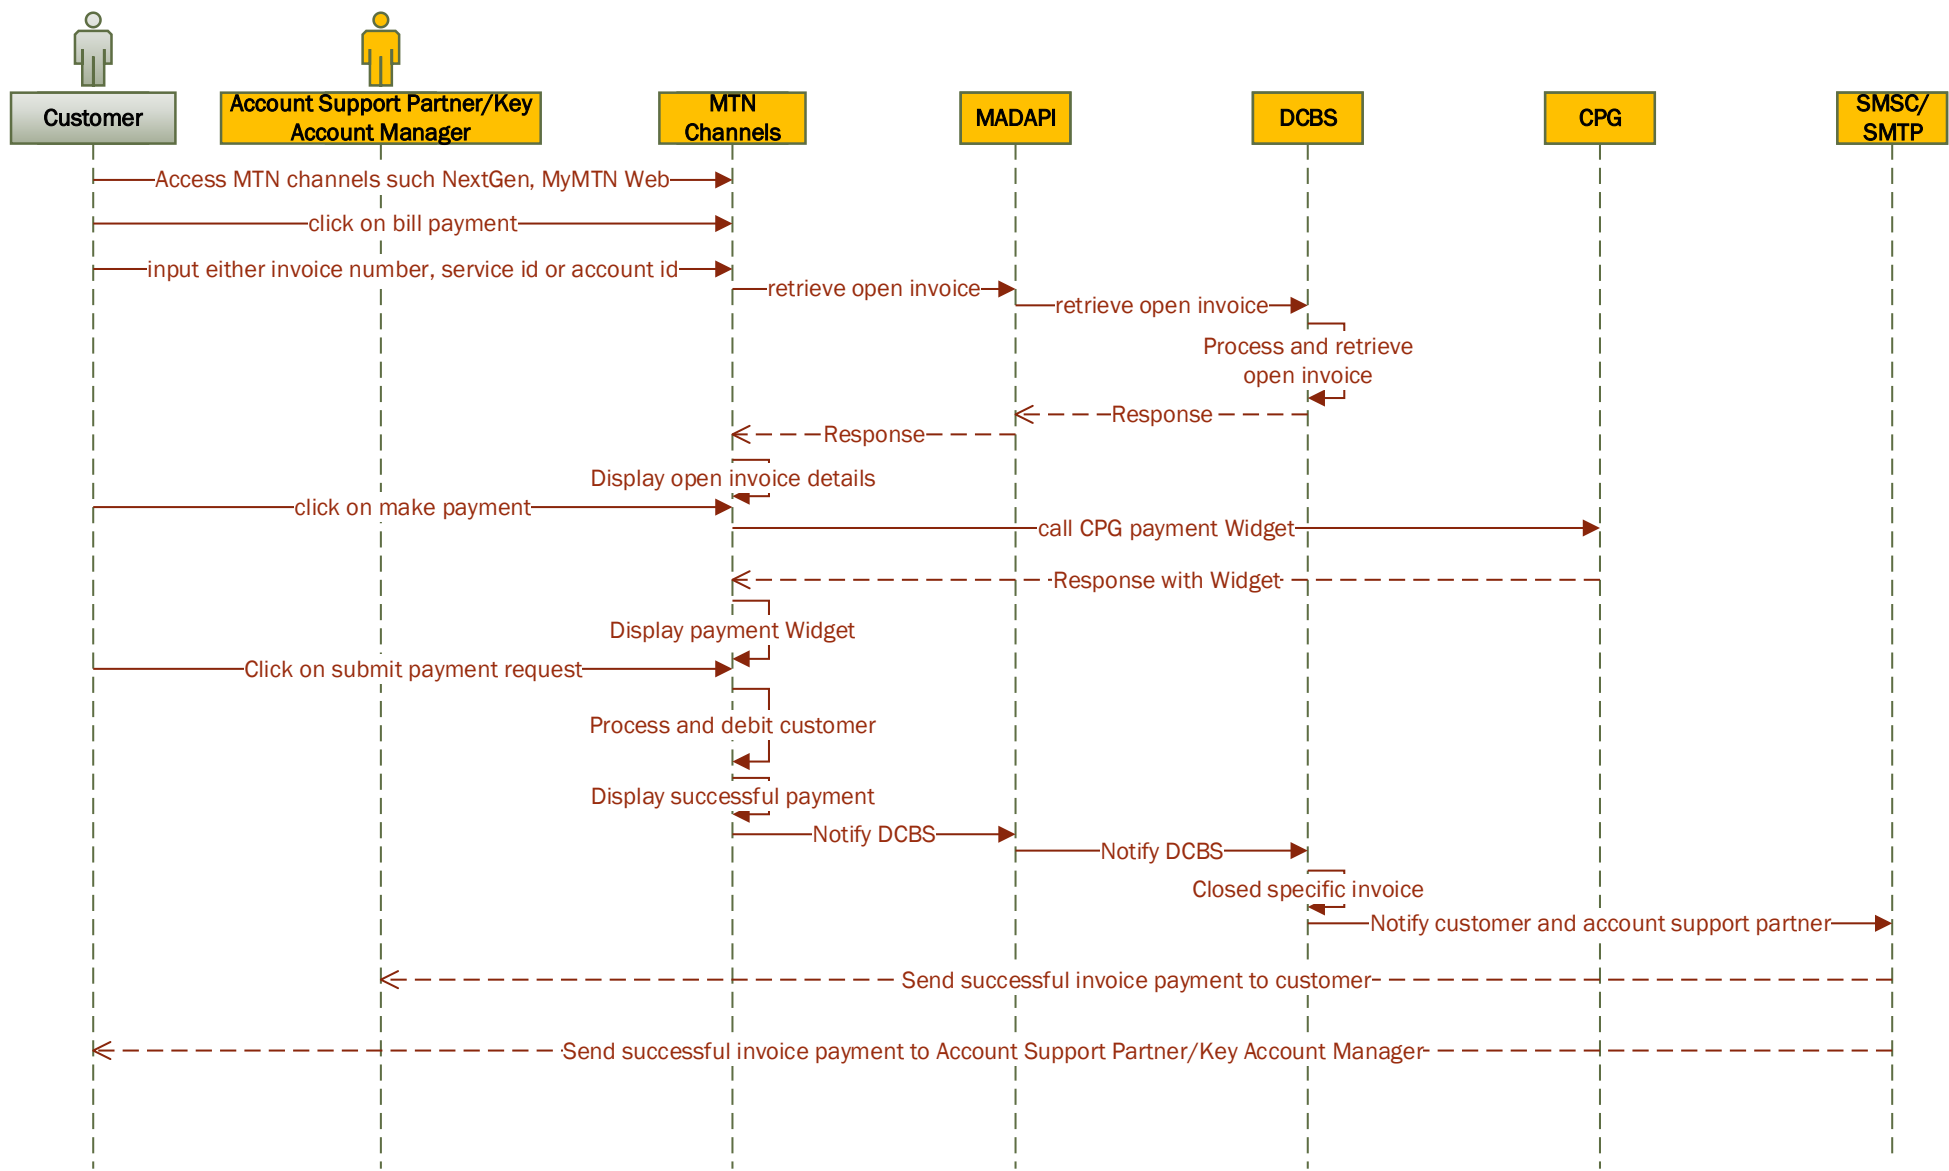 Customer
Account Support Partner/Key
Account Manager
MTN
Channels
MADAPI
DCBS
CPG
SMSC/
SMTP
Access MTN channels such NextGen, MyMTN Web
click on bill payment
input either invoice number, service id or account id
retrieve open invoice
retrieve open invoice
Process and retrieve
open invoice
Response
Response
Display open invoice details
click on make payment
call CPG payment Widget
Response with Widget
Display payment Widget
Click on submit payment request
Process and debit customer
Display successful payment
Notify DCBS
Notify DCBS
Closed specific invoice
Notify customer and account support partner
Send successful invoice payment to customer
Send successful invoice payment to Account Support Partner/Key Account Manager